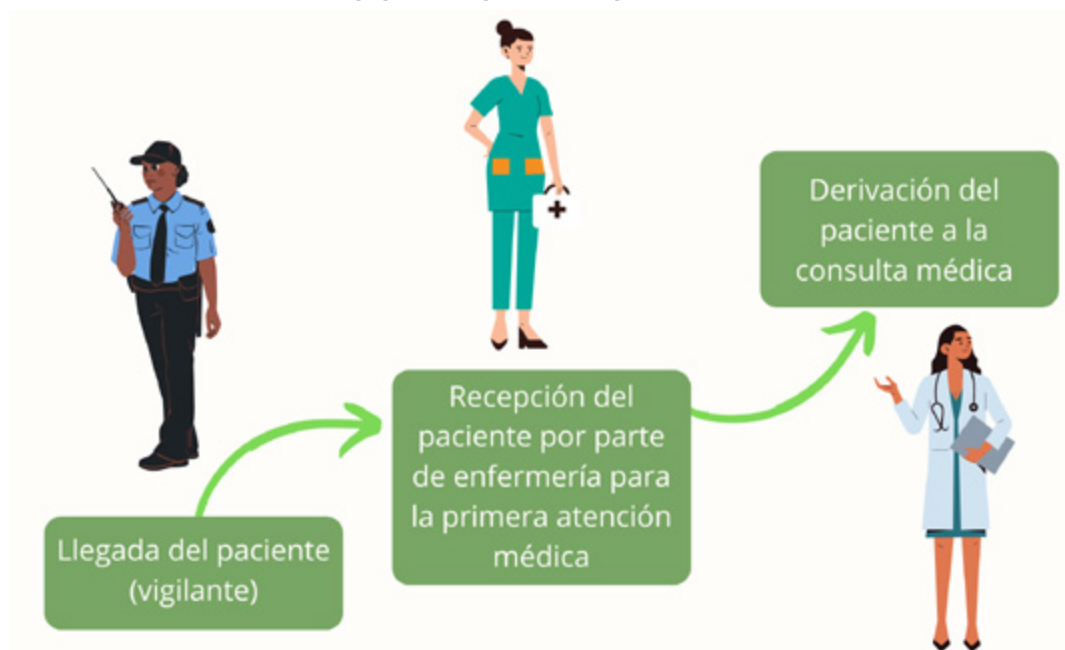 Llegada del paciente
(vigilante)
Recepción del
paciente por parte
de enfermería para
la primera atención
médica
Derivación del
paciente a la
consulta médica